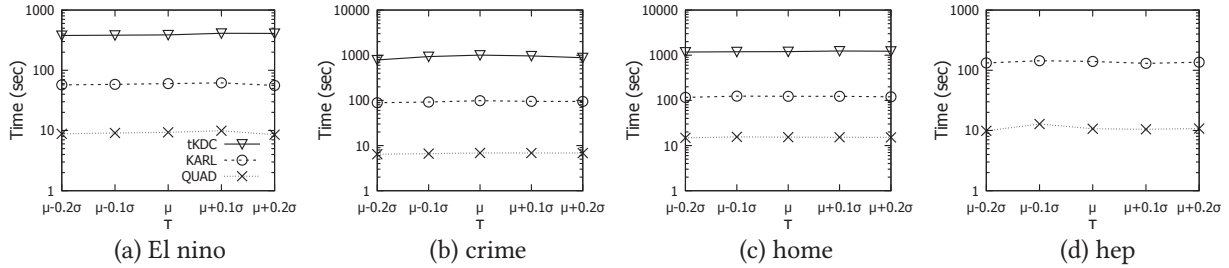 1000
100
10
1
Time (sec)
tKDC
KARL
QUAD
μ-0.2σ μ-0.1σ μ μ+0.1σ μ+0.2σ
τ
(a) El nino
10000
1000
100
10
1
Time (sec)
μ-0.2σ μ-0.1σ μ μ+0.1σ μ+0.2σ
τ
(b) crime
10000
1000
100
10
1
Time (sec)
μ-0.2σ μ-0.1σ μ μ+0.1σ μ+0.2σ
τ
(c) home
1000
100
10
1
Time (sec)
μ-0.2σ μ-0.1σ μ μ+0.1σ μ+0.2σ
τ
(d) hep